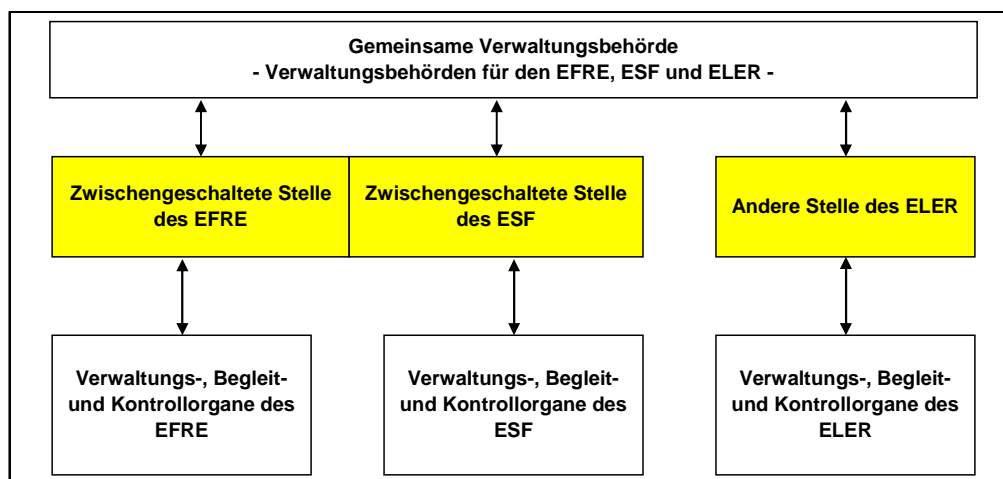 Gemeinsame Verwaltungsbehörde
- Verwaltungsbehörden für den EFRE, ESF und ELER -
Zwischengeschaltete Stelle
des EFRE
Zwischengeschaltete Stelle
des ESF
Andere Stelle des ELER
Verwaltungs-, Begleit-
und Kontrollorgane des
EFRE
Verwaltungs-, Begleit-
und Kontrollorgane des
ESF
Verwaltungs-, Begleit-
und Kontrollorgane des
ELER